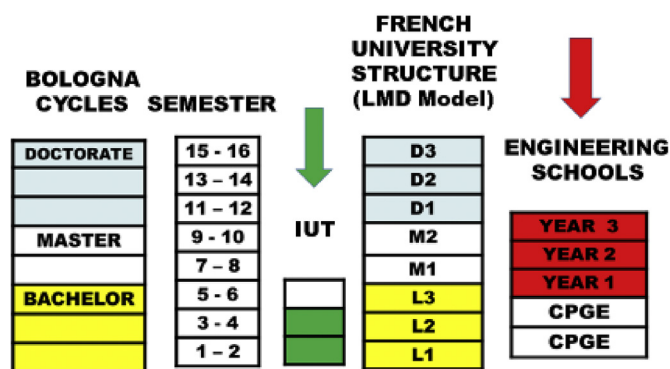 BOLOGNA
CYCLES
DOCTORATE
MASTER
BACHELOR
SEMESTER
15 - 16
13 – 14
11 – 12
9 - 10
7 – 8
5 - 6
3 - 4
1 – 2
IUT
FRENCH
UNIVERSITY
STRUCTURE
(LMD Model)
D3
D2
D1
M2
M1
L3
L2
L1
ENGINEERING
SCHOOLS
YEAR 3
YEAR 2
YEAR 1
CPGE
CPGE